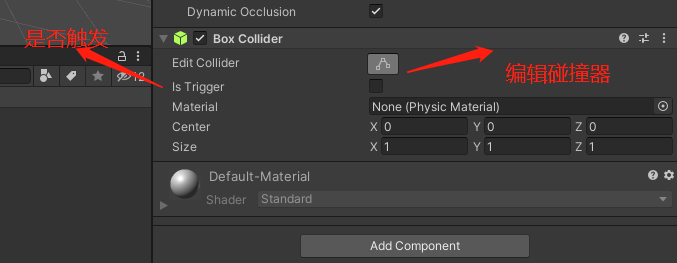 Dynamic Occlusion
是否触发
Box Collider
Edit Collider
编辑碰撞器
12
Is Trigger
Material None (Physic Material)
Center X 0 Y 0 Z 0
Size X 1 Y 1 Z 1
Default-Material
Shader Standard
Add Component